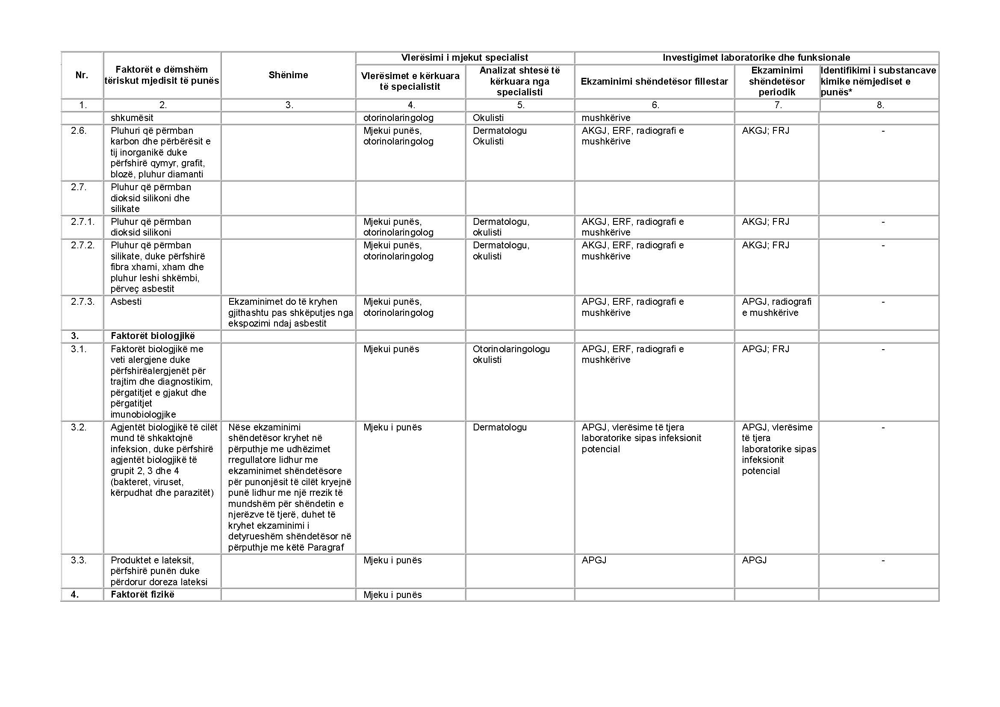 Nr.
Faktorët e dëmshëm
tëriskut mjedisit të punës
Shënime
Vlerësimi i mjekut specialist
Investigimet laboratorike dhe funksionale
Vlerësimet e kërkuara
të specialistit
Analizat shtesë të
kërkuara nga
specialisti
Ekzaminimi shëndetësor fillestar
Ekzaminimi
shëndetësor
periodik
Identifikimi i substancave
kimike nëmjediset e
punës*
1.
2.
3.
4.
5.
6.
7.
8.
shkumësit
otorinolaringolog
Okulisti
mushkërive
2.6.
Pluhuri që përmban
karbon dhe përbërësit e
tij inorganikë duke
përfshirë qymyr, grafit,
blozë, pluhur diamanti
Mjekui punës,
otorinolaringolog
Dermatologu
Okulisti
AKGJ, ERF, radiografi e
mushkërive
AKGJ; FRJ
-
2.7.
Pluhur që përmban
dioksid silikoni dhe
silikate
2.7.1.
Pluhur që përmban
dioksid silikoni
Mjekui punës,
otorinolaringolog
Dermatologu,
okulisti
AKGJ, ERF, radiografi e
mushkërive
AKGJ; FRJ
-
2.7.2.
Pluhur që përmban
silikate, duke përfshirë
fibra xhami, xham dhe
pluhur leshi shkëmbi,
përveç asbestit
Mjekui punës,
otorinolaringolog
Dermatologu,
okulisti
AKGJ, ERF, radiografi e
mushkërive
AKGJ; FRJ
-
2.7.3.
Asbesti
Ekzaminimet do të kryhen
gjithashtu pas shkëputjes nga
ekspozimi ndaj asbestit
Mjekui punës,
otorinolaringolog
APGJ, ERF, radiografi e
mushkërive
APGJ, radiografi
e mushkërive
-
3.
Faktorët biologjikë
3.1.
Faktorët biologjikë me
veti alergjene duke
përfshirëalergjenët për
trajtim dhe diagnostikim,
përgatitjet e gjakut dhe
përgatitjet
imunobiologjike
Mjekui punës
Otorinolaringologu
okulisti
APGJ, ERF, radiografi e
mushkërive
APGJ; FRJ
-
3.2.
Agjentët biologjikë të cilët
mund të shkaktojnë
infeksion, duke përfshirë
agjentët biologjikë të
grupit 2, 3 dhe 4
(bakteret, viruset,
kërpudhat dhe parazitët)
Nëse ekzaminimi
shëndetësor kryhet në
përputhje me udhëzimet
rregullatore lidhur me
ekzaminimet shëndetësore
për punonjësit të cilët kryejnë
punë lidhur me një rrezik të
mundshëm për shëndetin e
njerëzve të tjerë, duhet të
kryhet ekzaminimi i
detyrueshëm shëndetësor në
përputhje me këtë Paragraf
Mjeku i punës
Dermatologu
APGJ, vlerësime të tjera
laboratorike sipas infeksionit
potencial
APGJ, vlerësime
të tjera
laboratorike sipas
infeksionit
potencial
-
3.3.
Produktet e lateksit,
përfshirë punën duke
përdorur doreza lateksi
Mjeku i punës
APGJ
APGJ
-
4.
Faktorët fizikë
Mjeku i punës